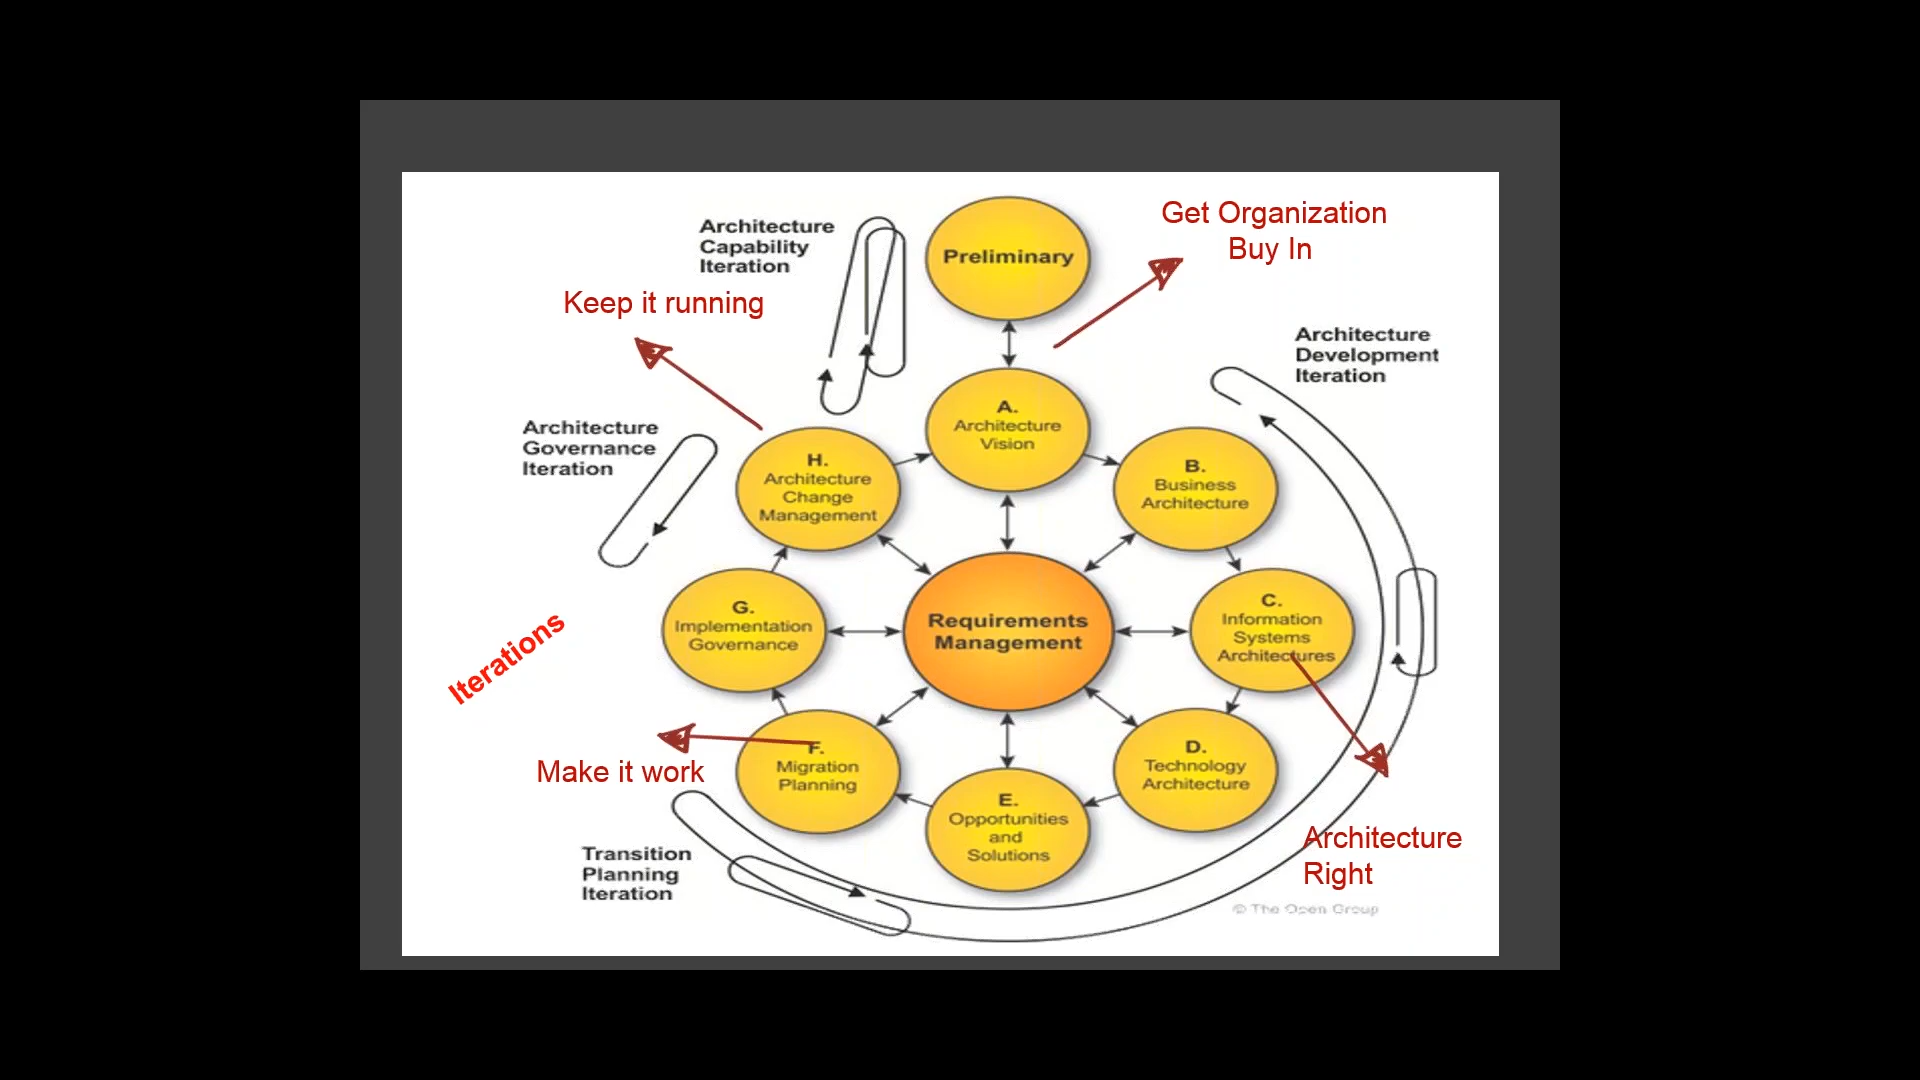 Architecture
Capability
Iteration
Preliminary
Get Organization
Buy In
Keep it running
Architecture
Development
Iteration
A.
Architecture
Vision
Architecture
Governance
Iteration
H.
Architecture
Change
Management
B.
Business
Architecture
G.
Implementation
Governance
Requirements
Management
C.
Information
Systems
Architectures
Iterations
Make it work
F.
Migration
Planning
D.
Technology
Architecture
E.
Opportunities
and
Solutions
Transition
Planning
Iteration
Architecture
Right
© The Open Group